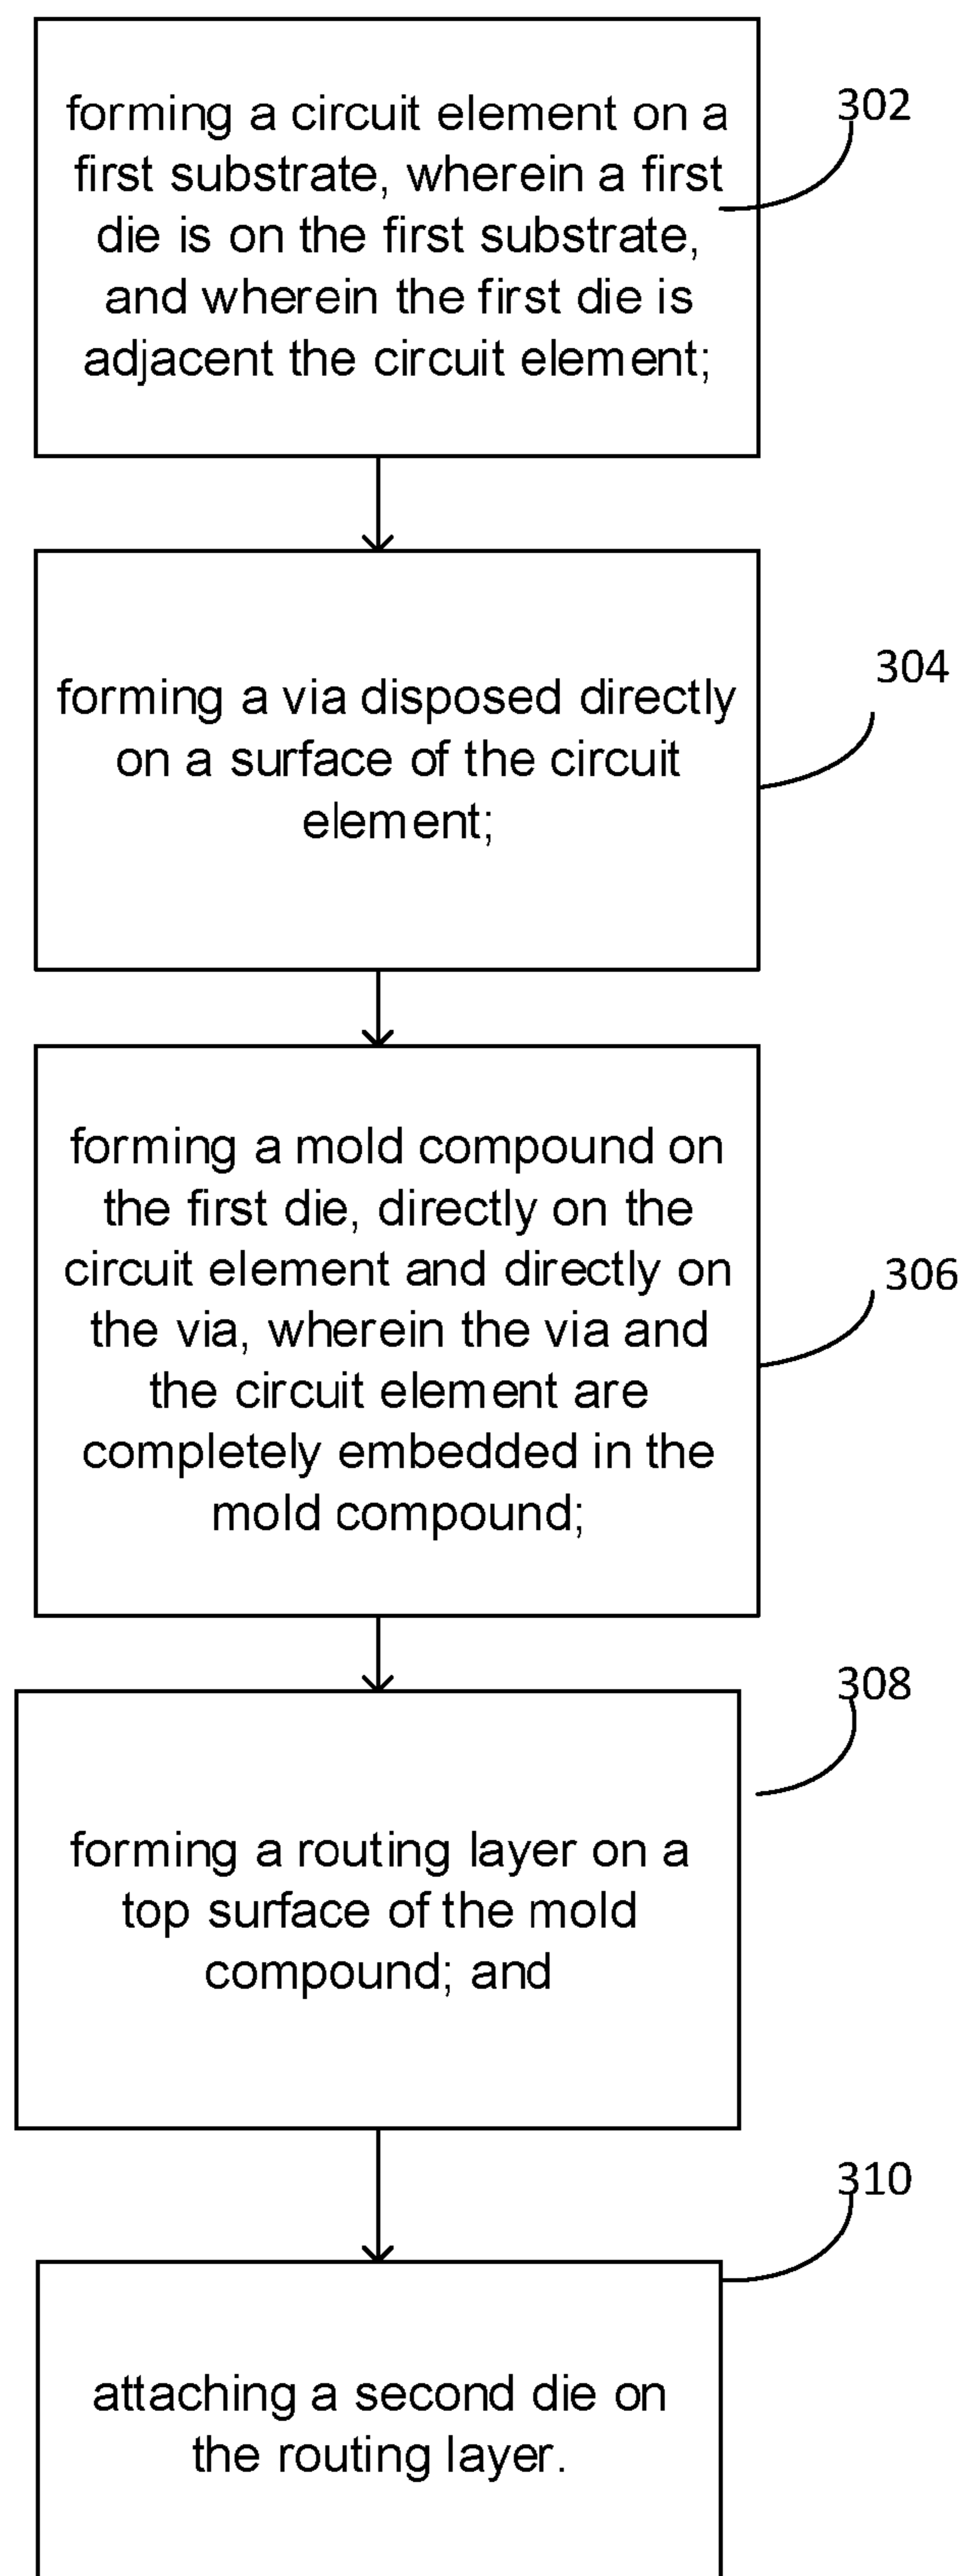 forming a circuit element on a
first substrate, wherein a first
die is on the first substrate,
and wherein the first die is
adjacent the circuit element;
302
forming a via disposed directly
on a surface of the circuit
element;
304
forming a mold compound on
the first die, directly on the
circuit element and directly on
the via, wherein the via and
the circuit element are
completely embedded in the
mold compound;
306
forming a routing layer on a
top surface of the mold
compound; and
308
attaching a second die on
the routing layer.
310